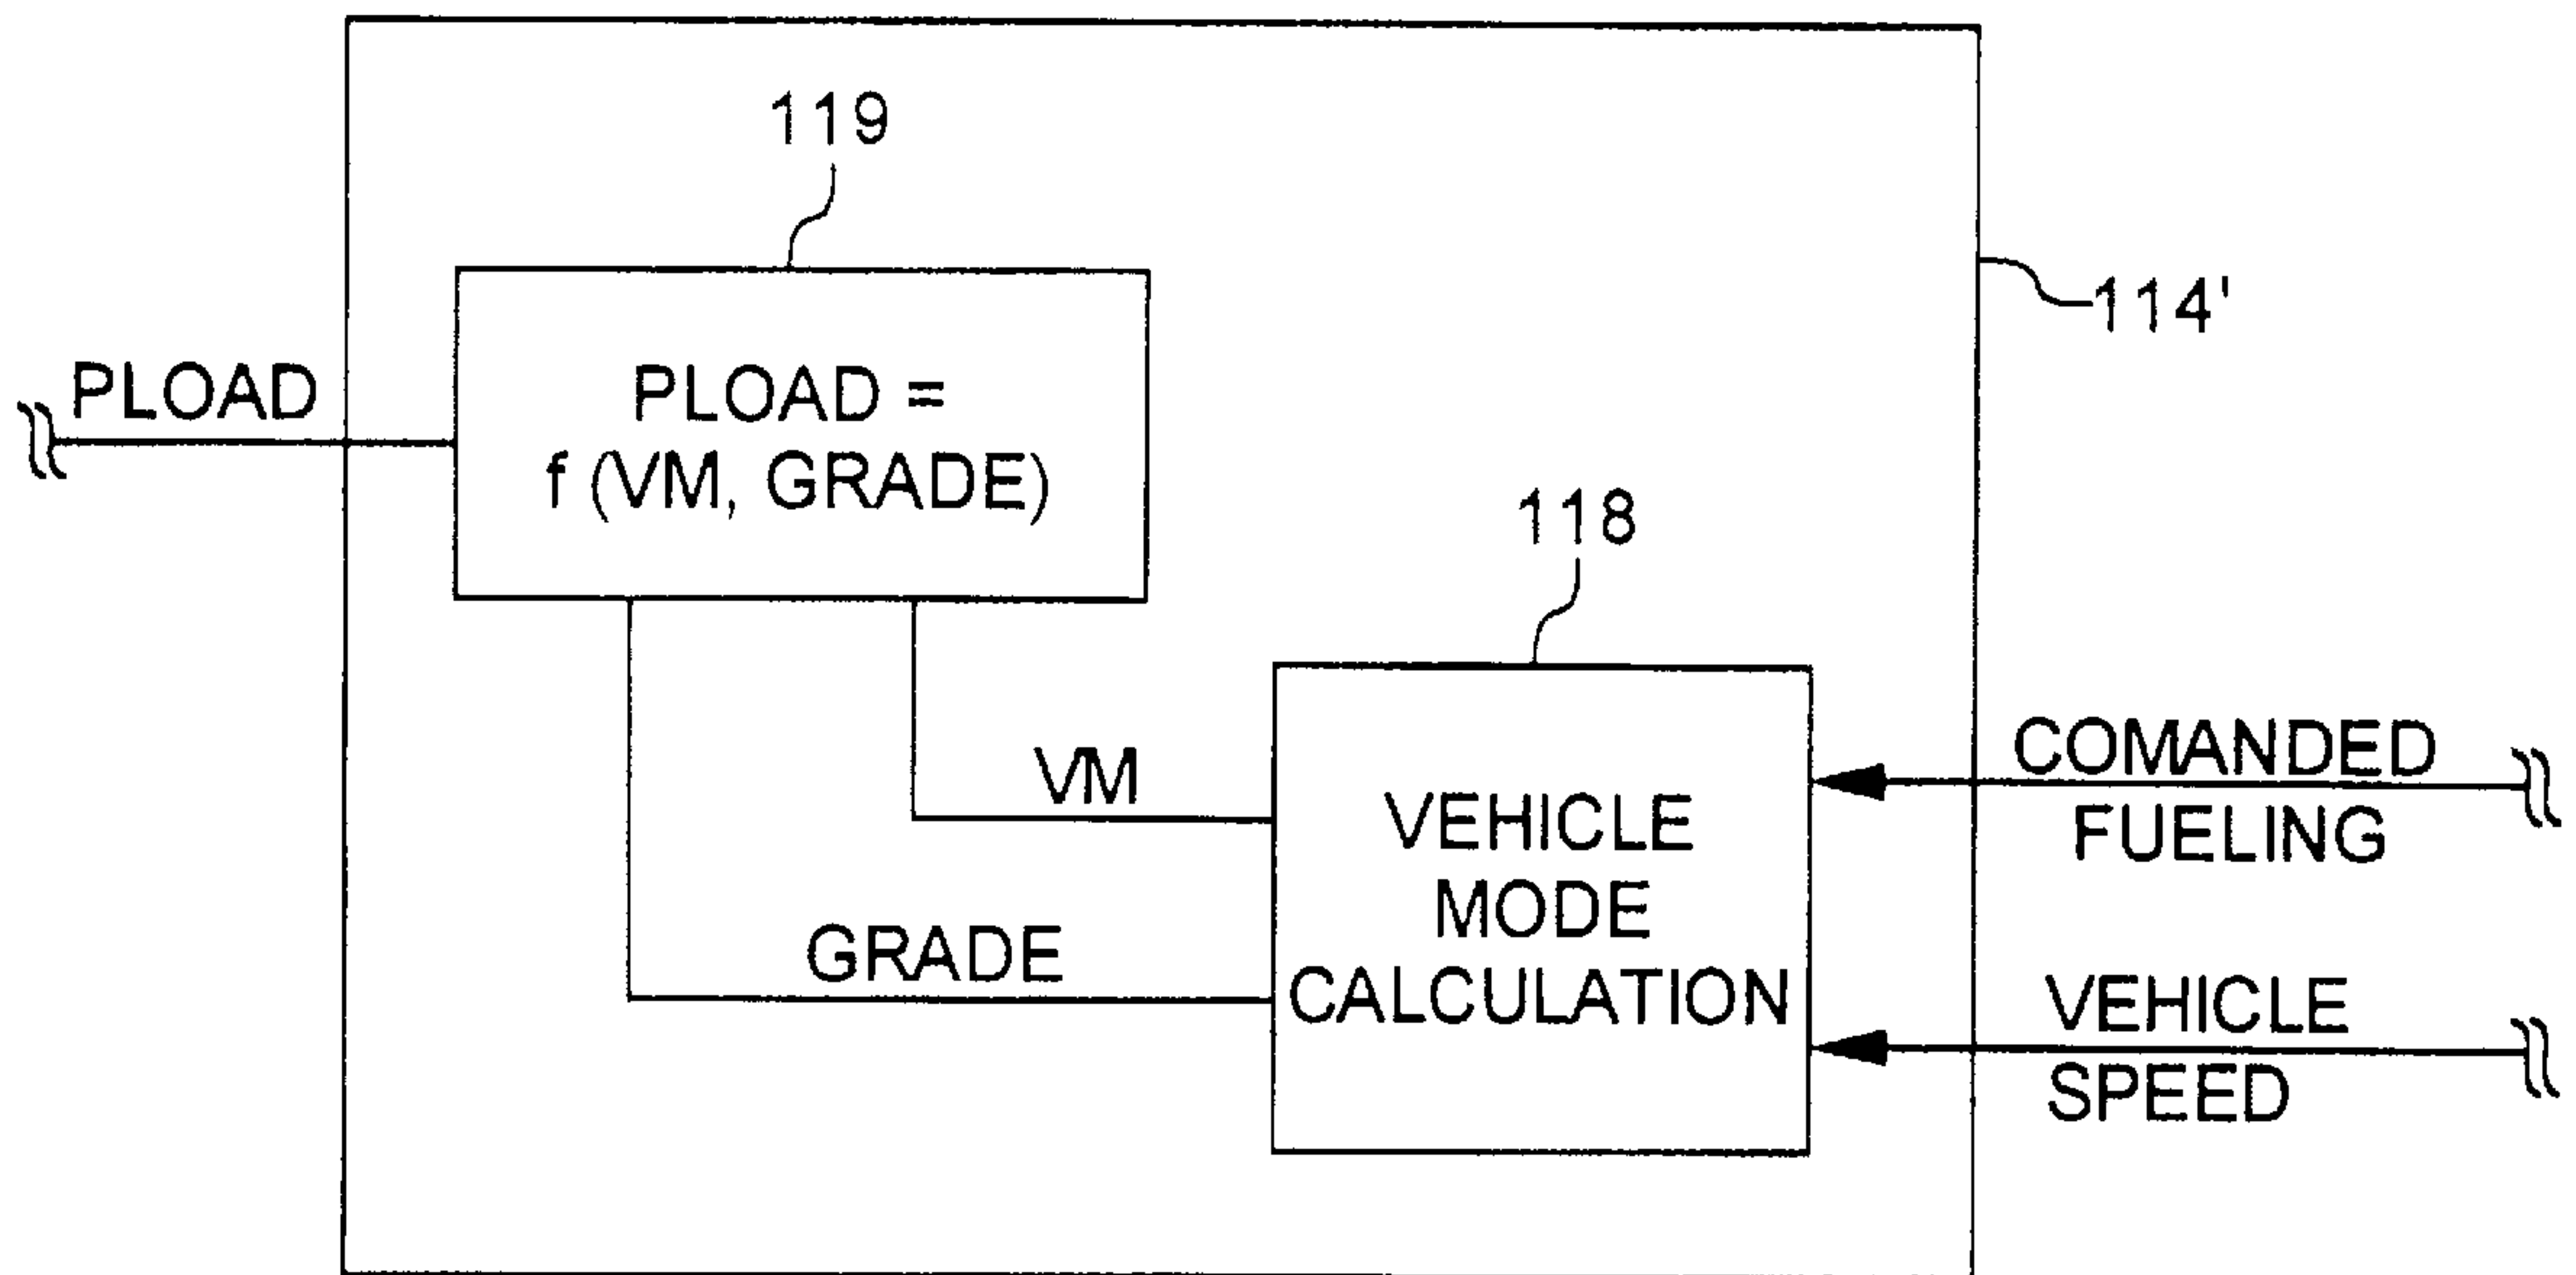 119
114'
PLOAD
PLOAD =
f (VM, GRADE)
118
VM
GRADE
VEHICLE
MODE
CALCULATION
COMANDED
FUELING
VEHICLE
SPEED